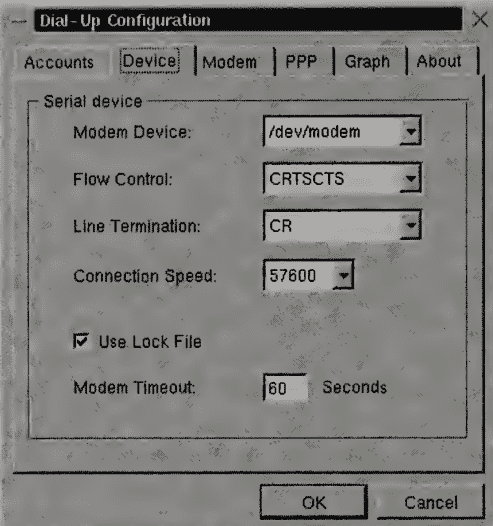 Dial-Up Configuration
Accounts Device Modem PPP Graph About
Serial device
Modem Device: /dev/modem
Flow Control: CRTSCTS
Line Termination: CR
Connection Speed: 57600
Use Lock File
Modem Timeout: 60 Seconds
OK Cancel